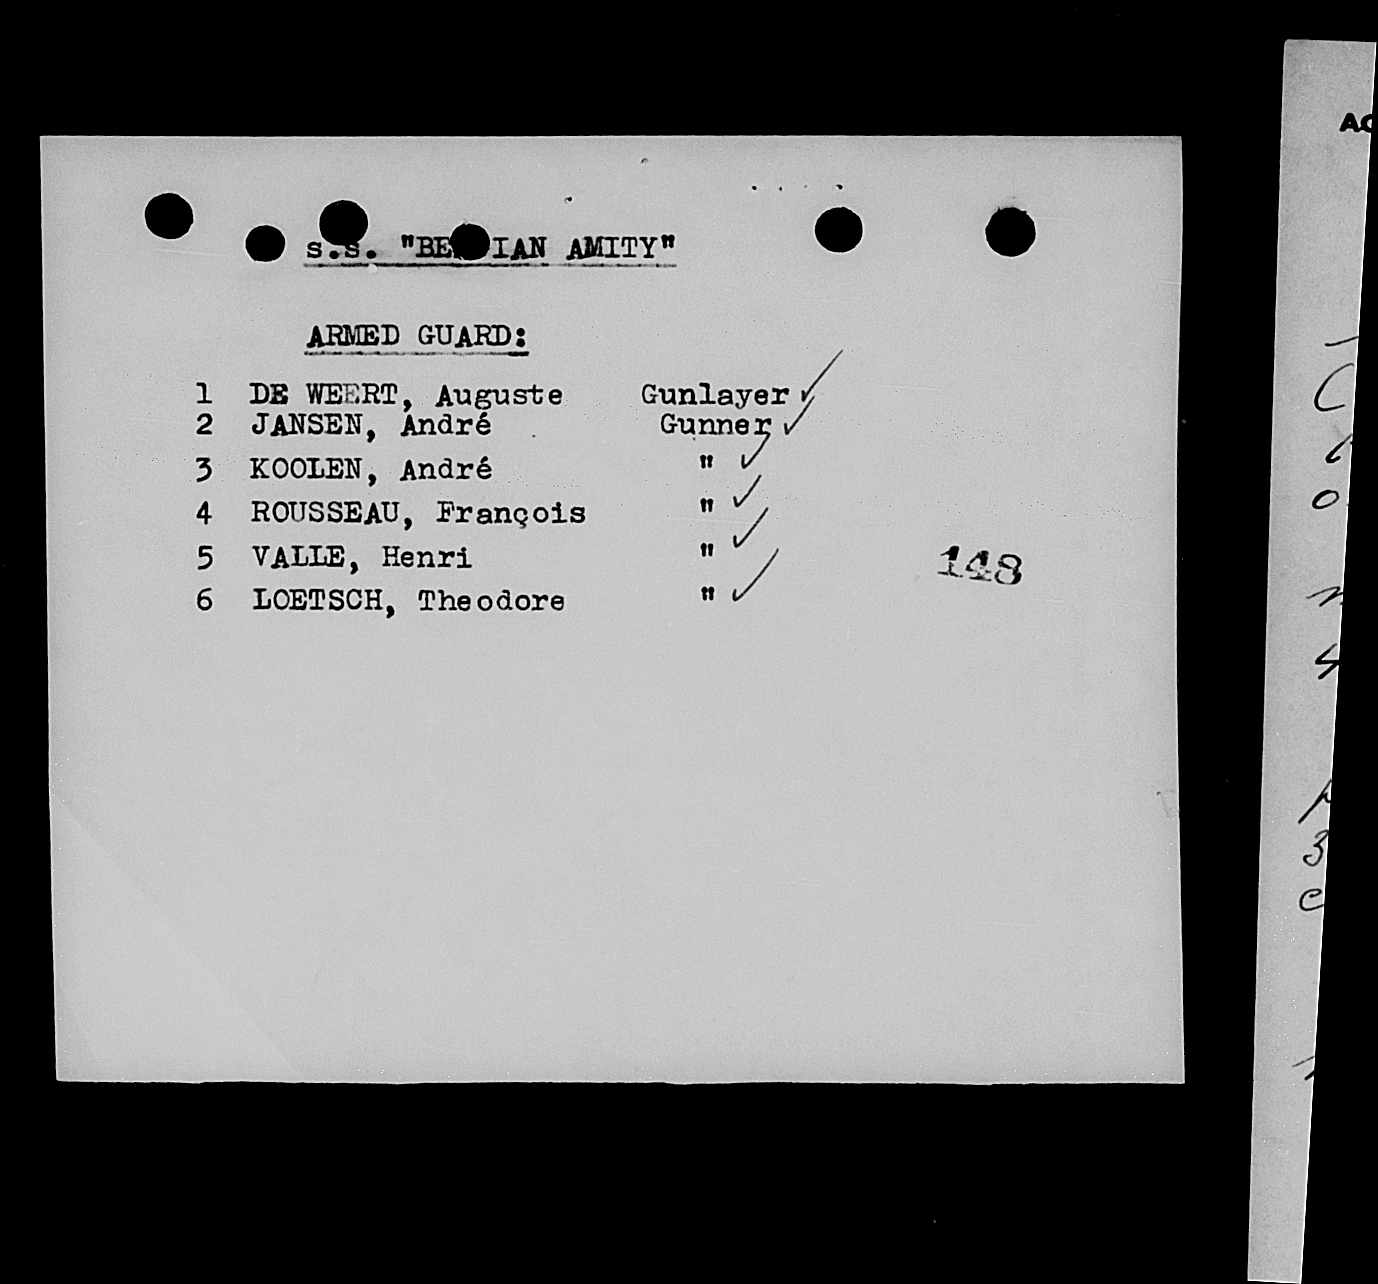 s.s. "BE IAN AMITY"
ARMED GUARD:
1 DE WEERT, Auguste Gunlayer ✓
2 JANSEN, André Gunner ✓
3 KOOLEN, André " ✓
4 ROUSSEAU, François " ✓
5 VALLE, Henri " ✓
6 LOETSCH, Theodore " ✓
148